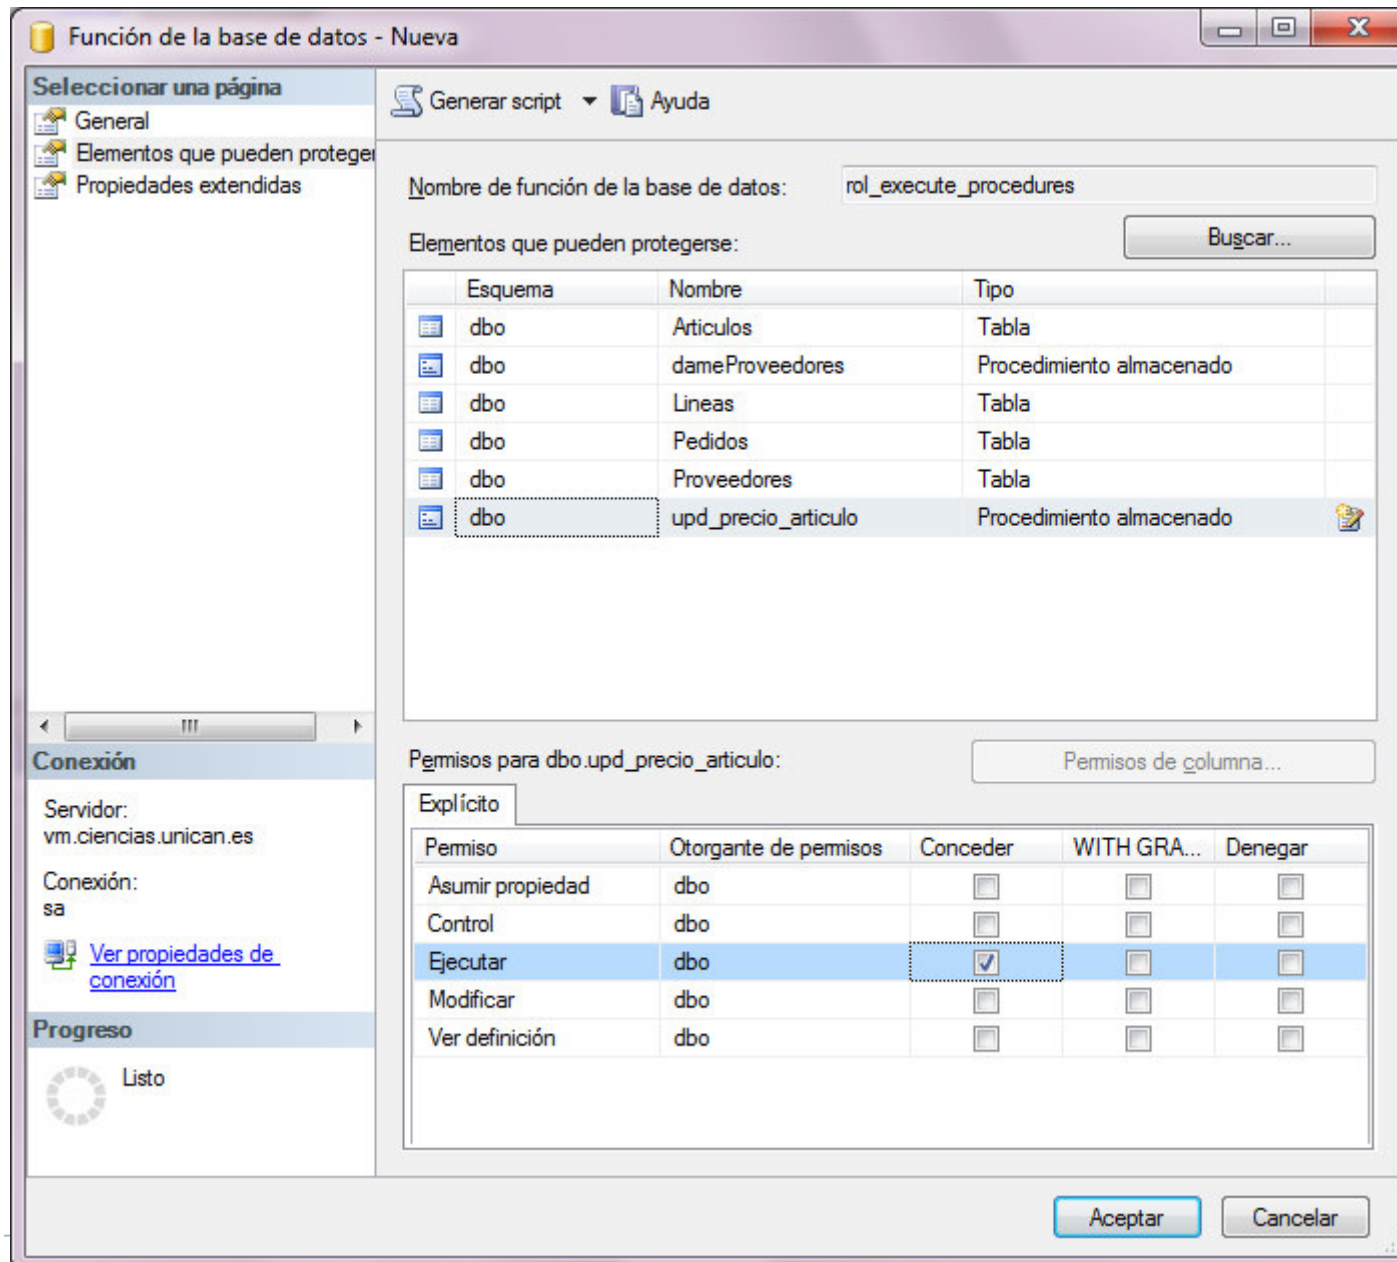 Función de la base de datos - Nueva
Seleccionar una página
General
Elementos que pueden proteger
Propiedades extendidas
Generar script
Ayuda
Nombre de función de la base de datos: rol_execute_procedures
Elementos que pueden protegerse:
Buscar...
Esquema Nombre Tipo
dbo Articulos Tabla
dbo dameProveedores Procedimiento almacenado
dbo Lineas Tabla
dbo Pedidos Tabla
dbo Proveedores Tabla
dbo upd_precio_articulo Procedimiento almacenado
Conexión
Servidor:
vm.ciencias.unican.es
Conexión:
sa
Ver propiedades de
conexión
Progreso
Listo
Permisos para dbo.upd_precio_articulo:
Permisos de columna...
Explícito
Permiso Otorgante de permisos Conceder WITH GRA... Denegar
Asumir propiedad dbo
Control dbo
Ejecutar dbo
Modificar dbo
Ver definición dbo
Aceptar
Cancelar